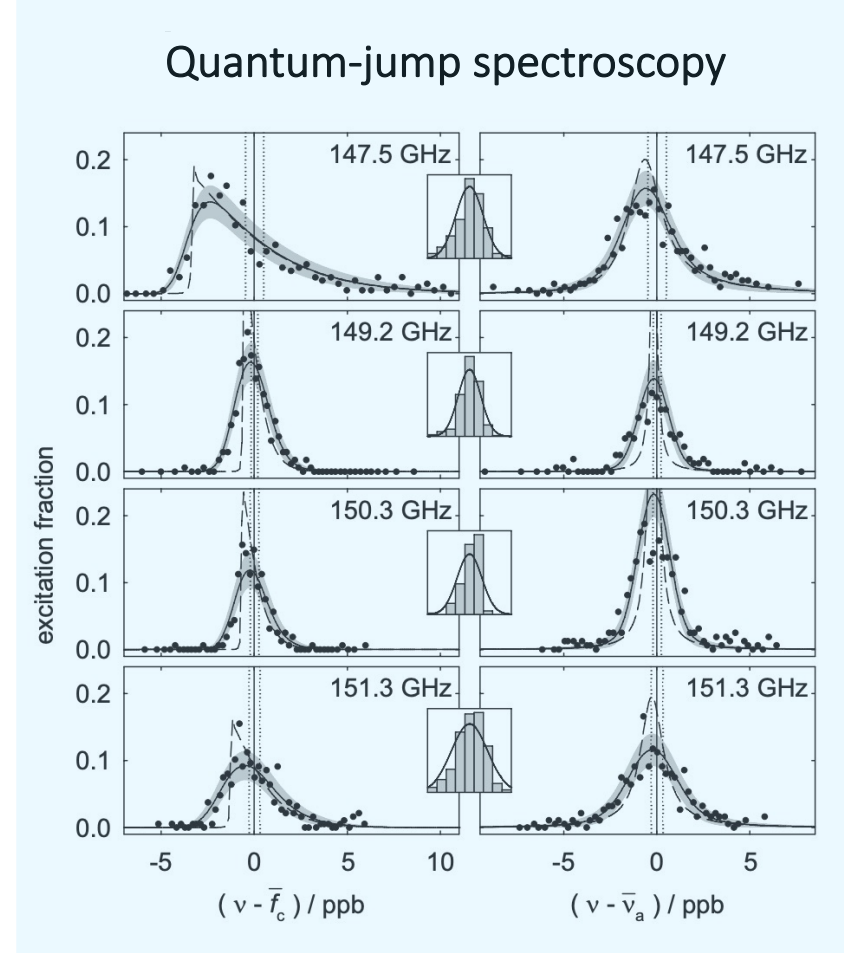 Quantum-jump spectroscopy
147.5 GHz
147.5 GHz
0.2
0.1
0.0
149.2 GHz
149.2 GHz
0.2
0.1
0.0
150.3 GHz
150.3 GHz
0.2
0.1
0.0
151.3 GHz
151.3 GHz
0.2
0.1
0.0
excitation fraction
-5 0 5 10
-5 0 5
( ν - f̅c ) / ppb
( ν - ν̅a ) / ppb